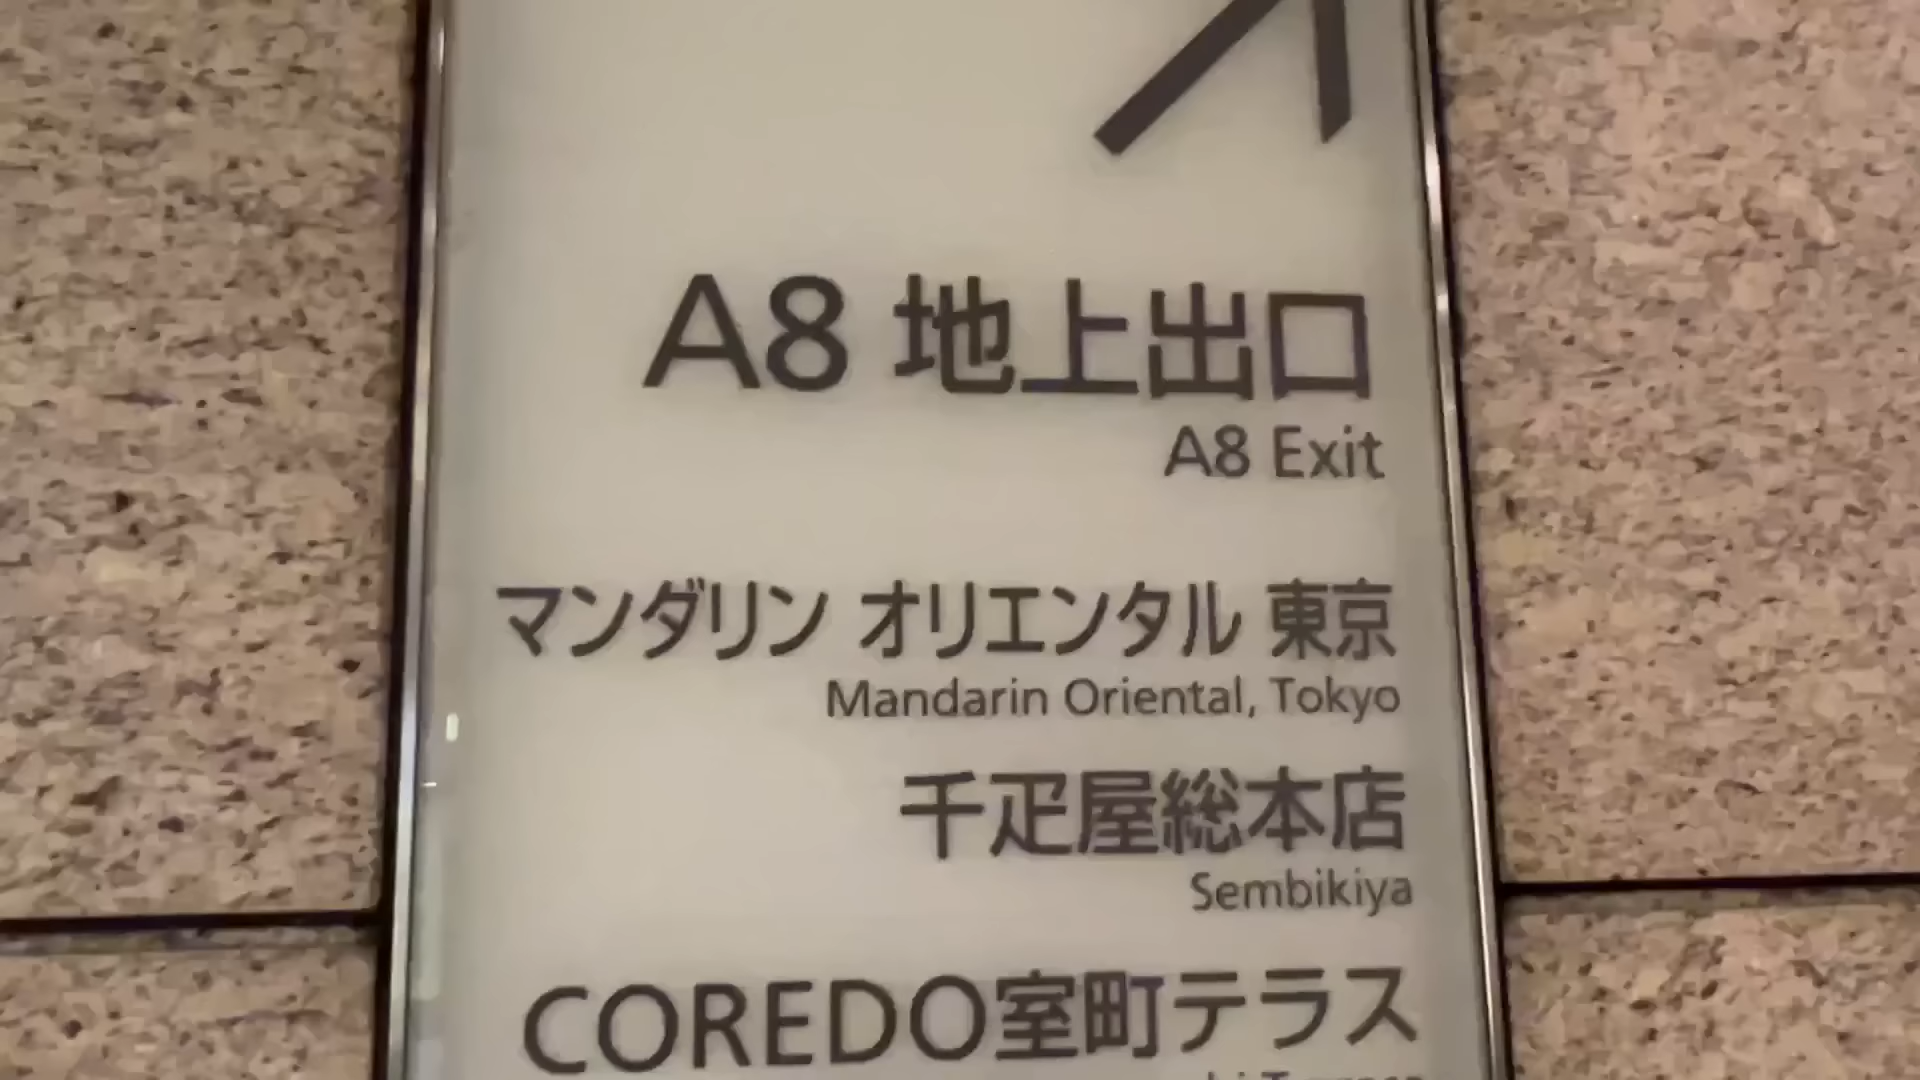 A8 地上出口
A8 Exit
マンダリン オリエンタル 東京
Mandarin Oriental, Tokyo
千疋屋総本店
Sembikiya
COREDO室町テラス